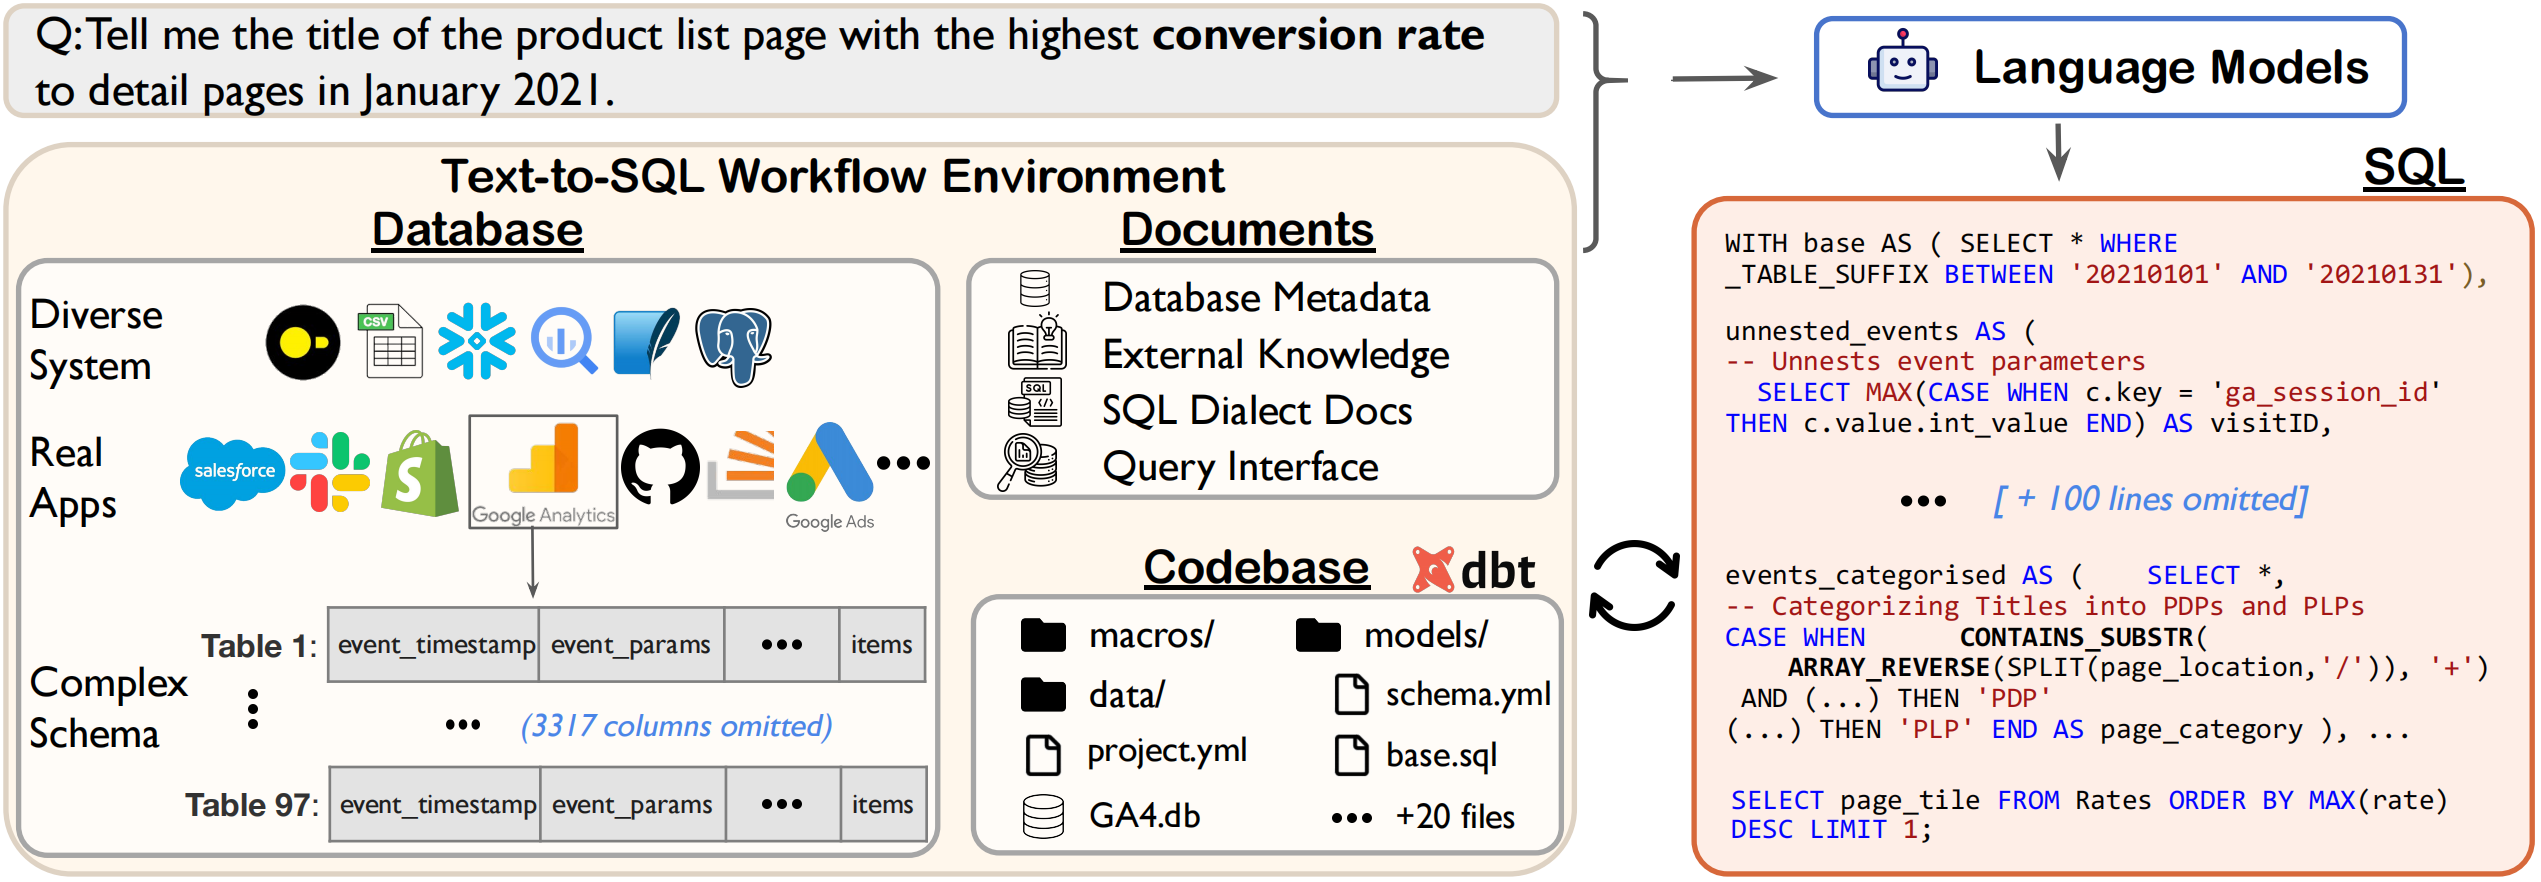 Q: Tell me the title of the product list page with the highest conversion rate
to detail pages in January 2021.
Language Models
Text-to-SQL Workflow Environment
Database
Diverse
System
CSV
Real
Apps
salesforce
S
Google Analytics
Google Ads
•••
Complex
Schema
Table 1:
event_timestamp event_params ••• items
••• (3317 columns omitted)
Table 97:
event_timestamp event_params ••• items
Documents
Database Metadata
External Knowledge
SQL
</>
SQL Dialect Docs
Query Interface
Codebase
dbt
macros/
models/
data/
schema.yml
project.yml
base.sql
GA4.db
••• +20 files
SQL
WITH base AS ( SELECT * WHERE
_TABLE_SUFFIX BETWEEN '20210101' AND '20210131'),
unnested_events AS (
-- Unnests event parameters
SELECT MAX(CASE WHEN c.key = 'ga_session_id'
THEN c.value.int_value END) AS visitID,
••• [ + 100 lines omitted]
events_categorised AS ( SELECT *,
-- Categorizing Titles into PDPs and PLPs
CASE WHEN CONTAINS_SUBSTR(
ARRAY_REVERSE(SPLIT(page_location,'/')), '+')
AND (...) THEN 'PDP'
(...) THEN 'PLP' END AS page_category ), ...
SELECT page_tile FROM Rates ORDER BY MAX(rate)
DESC LIMIT 1;